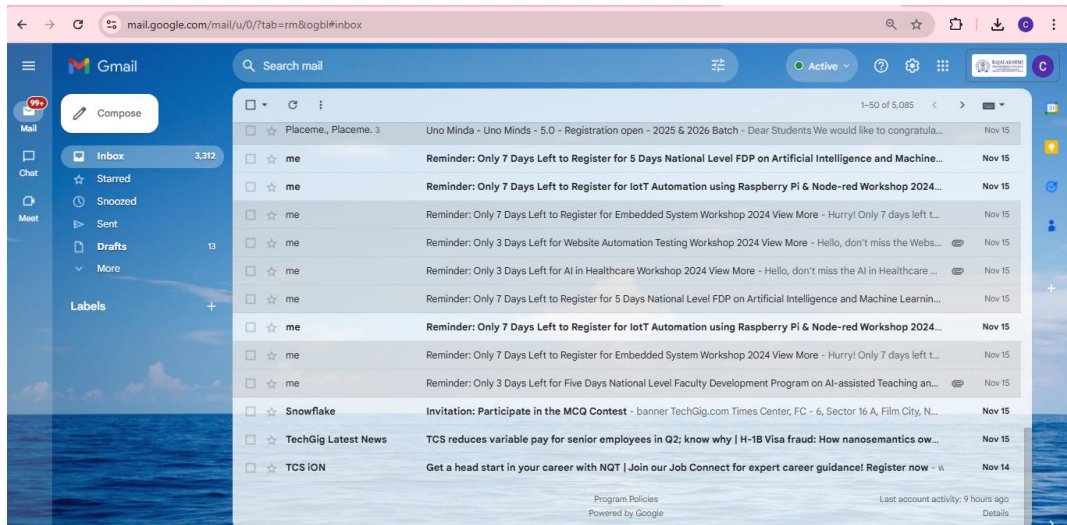 mail.google.com/mail/u/0/?tab=rm&ogbl#inbox
C
Gmail
Search mail
Active
RAJALAKSHMI
C
99+
Mail
Chat
Meet
Compose
Inbox 3,312
Starred
Snoozed
Sent
Drafts 13
More
Labels
1–50 of 5,085
Placeme., Placeme. 3 Uno Minda - Uno Minds - 5.0 - Registration open - 2025 & 2026 Batch - Dear Students We would like to congratula... Nov 15
me Reminder: Only 7 Days Left to Register for 5 Days National Level FDP on Artificial Intelligence and Machine... Nov 15
me Reminder: Only 7 Days Left to Register for IotT Automation using Raspberry Pi & Node-red Workshop 2024... Nov 15
me Reminder: Only 7 Days Left to Register for Embedded System Workshop 2024 View More - Hurry! Only 7 days left t... Nov 15
me Reminder: Only 3 Days Left for Website Automation Testing Workshop 2024 View More - Hello, don't miss the Webs... Nov 15
me Reminder: Only 3 Days Left for AI in Healthcare Workshop 2024 View More - Hello, don't miss the AI in Healthcare ... Nov 15
me Reminder: Only 7 Days Left to Register for 5 Days National Level FDP on Artificial Intelligence and Machine Learnin... Nov 15
me Reminder: Only 7 Days Left to Register for IotT Automation using Raspberry Pi & Node-red Workshop 2024... Nov 15
me Reminder: Only 7 Days Left to Register for Embedded System Workshop 2024 View More - Hurry! Only 7 days left t... Nov 15
me Reminder: Only 3 Days Left for Five Days National Level Faculty Development Program on AI-assisted Teaching an... Nov 15
Snowflake Invitation: Participate in the MCQ Contest - banner TechGig.com Times Center, FC - 6, Sector 16 A, Film City, N... Nov 15
TechGig Latest News TCS reduces variable pay for senior employees in Q2; know why | H-1B Visa fraud: How nanosemantics ow... Nov 15
TCS iON Get a head start in your career with NQT | Join our Job Connect for expert career guidance! Register now - Nov 14
Program Policies
Powered by Google
Last account activity: 9 hours ago
Details